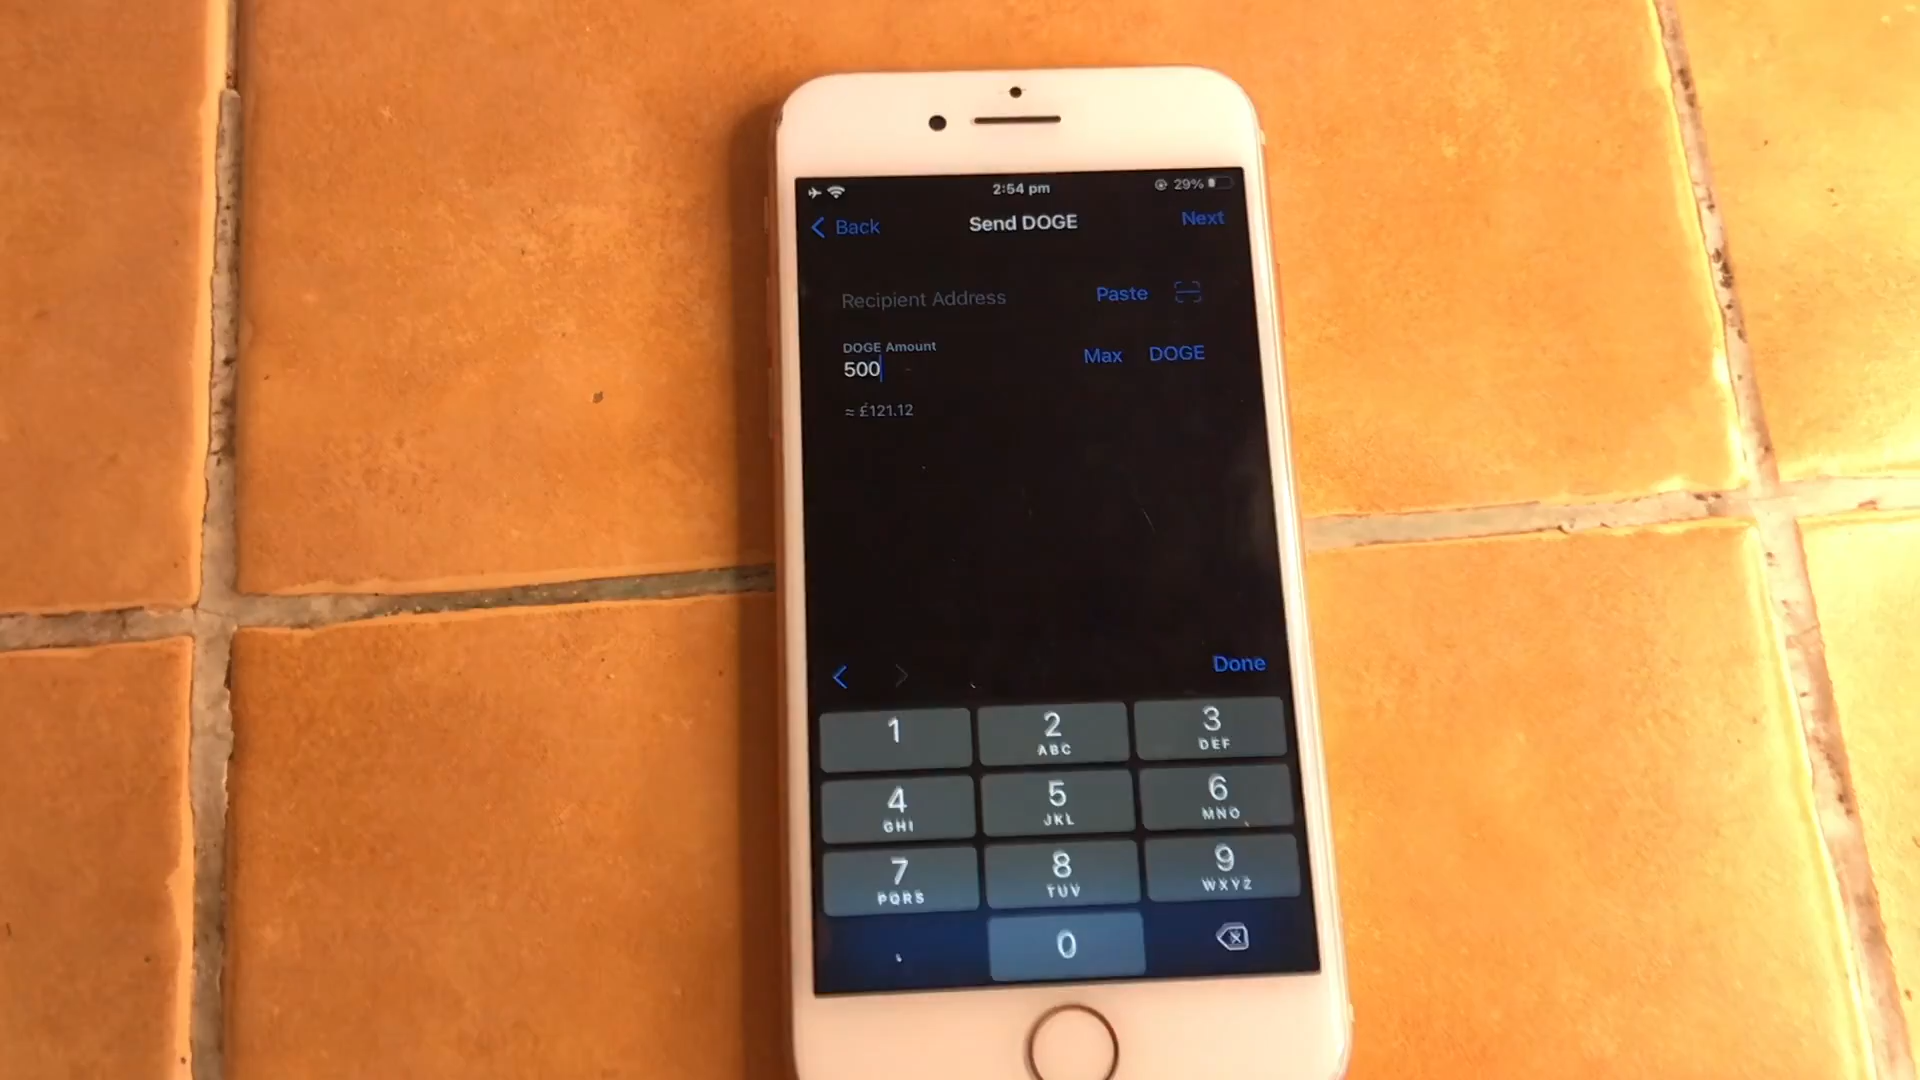 2:54 pm
29%
Back
Send DOGE
Next
Recipient Address
Paste
DOGE Amount
500
Max
DOGE
≈ £121.12
Done
1
2
ABC
3
DEF
4
GHI
5
JKL
6
MNO
7
PQRS
8
TUV
9
WXYZ
.
0